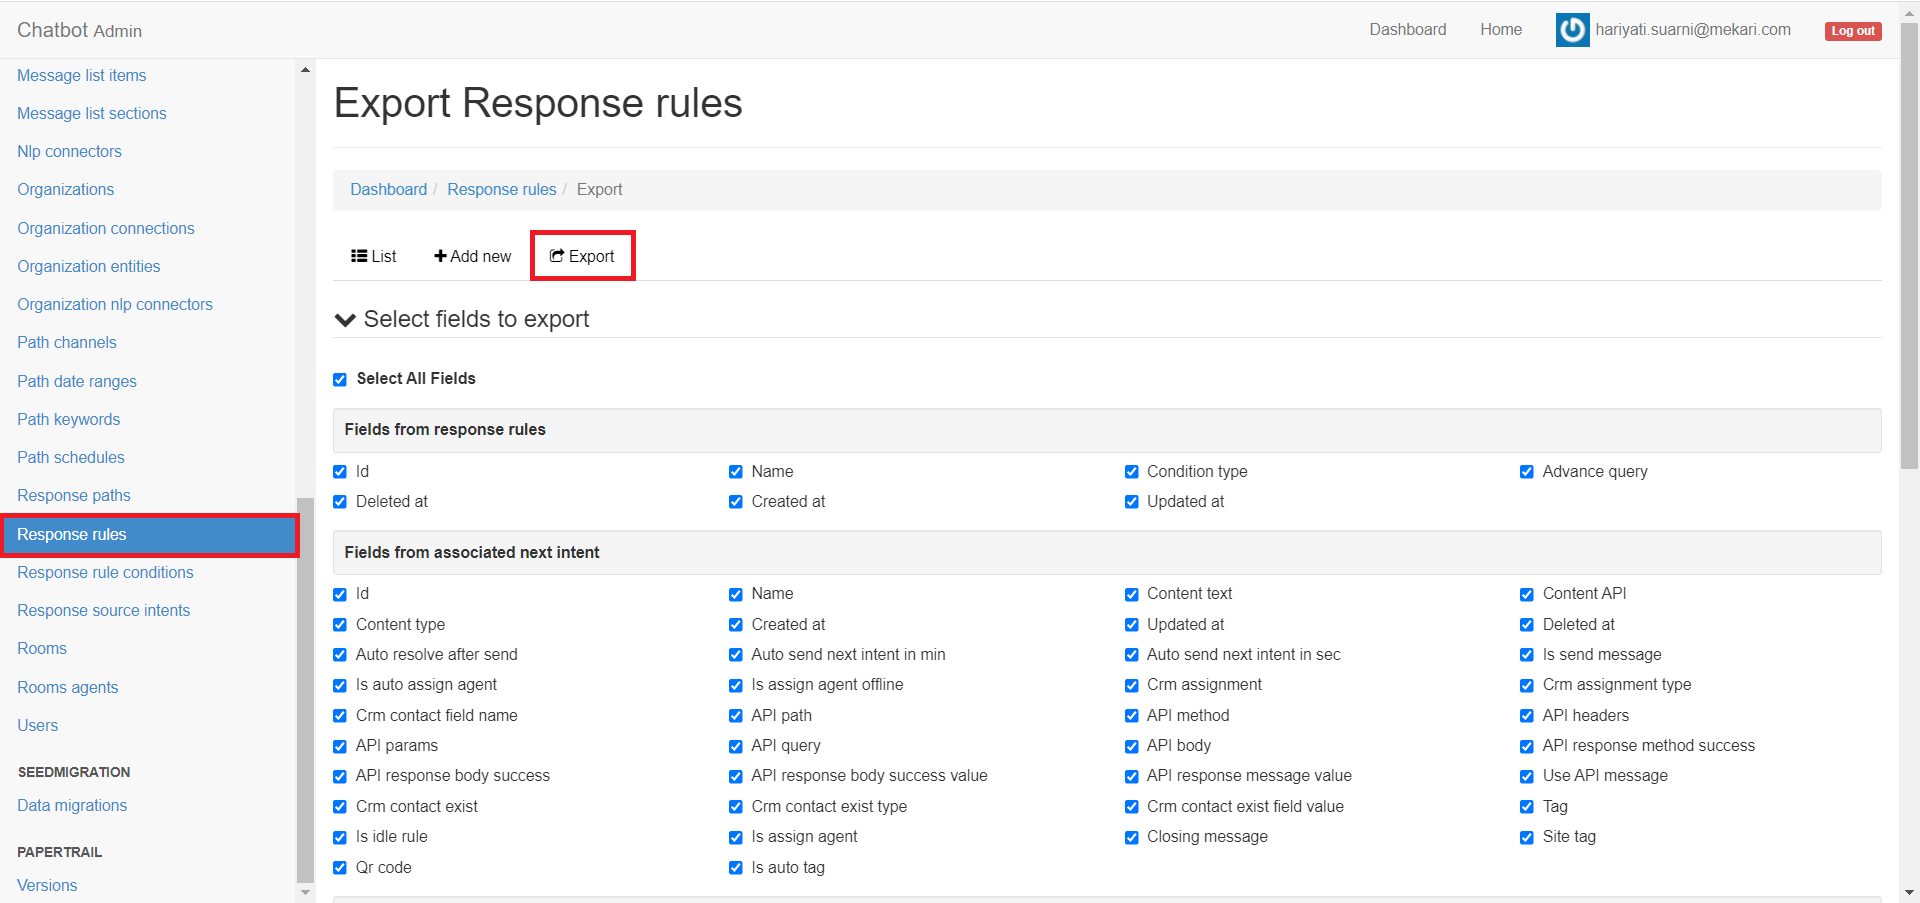 Chatbot Admin
Dashboard Home hariyati.suarni@mekari.com Log out
Message list items
Message list sections
Nlp connectors
Organizations
Organization connections
Organization entities
Organization nlp connectors
Path channels
Path date ranges
Path keywords
Path schedules
Response paths
Response rules
Response rule conditions
Response source intents
Rooms
Rooms agents
Users
SEEDMIGRATION
Data migrations
PAPERTRAIL
Versions
Export Response rules
Dashboard / Response rules / Export
List Add new Export
Select fields to export
Select All Fields
Fields from response rules
Id Name Condition type Advance query
Deleted at Created at Updated at
Fields from associated next intent
Id Name Content text Content API
Content type Created at Updated at Deleted at
Auto resolve after send Auto send next intent in min Auto send next intent in sec Is send message
Is auto assign agent Is assign agent offline Crm assignment Crm assignment type
Crm contact field name API path API method API headers
API params API query API body API response method success
API response body success API response body success value API response message value Use API message
Crm contact exist Crm contact exist type Crm contact exist field value Tag
Is idle rule Is assign agent Closing message Site tag
Qr code Is auto tag